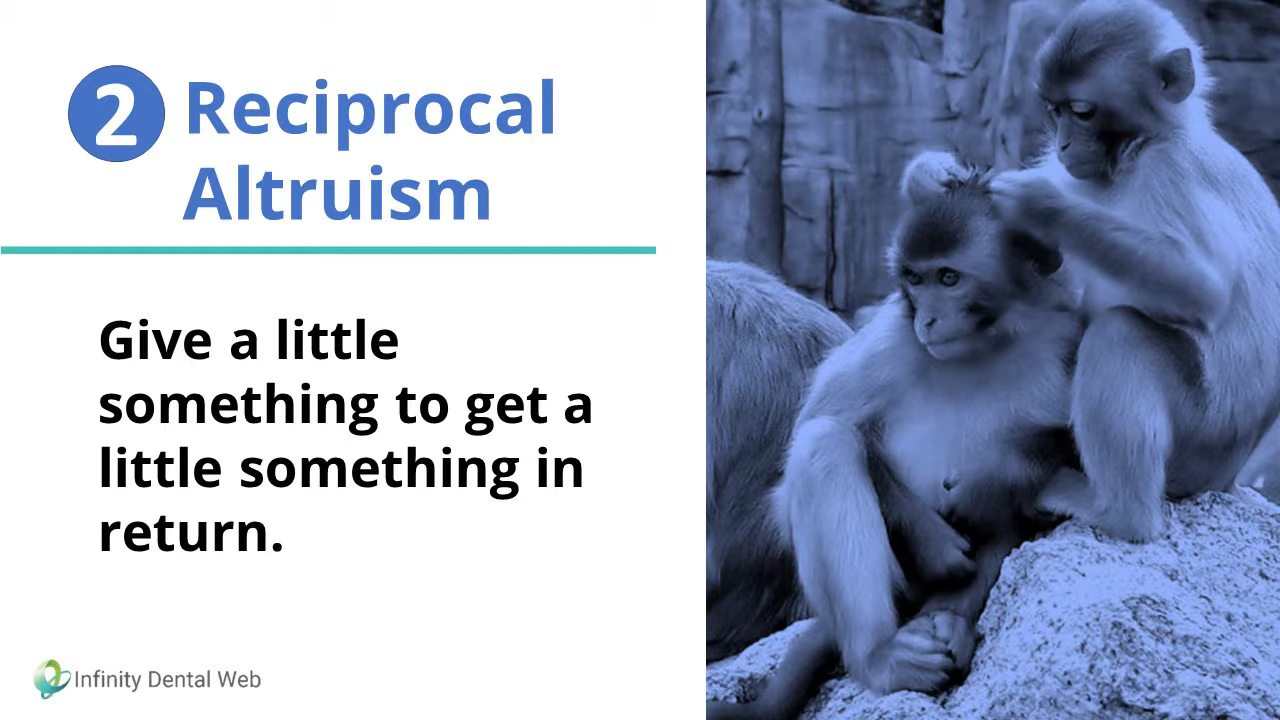 2 Reciprocal
Altruism
Give a little
something to get a
little something in
return.
Infinity Dental Web